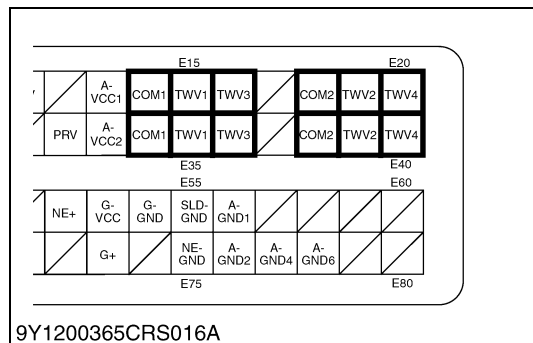 E15 E20
A-VCC1 COM1 TWV1 TWV3 COM2 TWV2 TWV4
PRV A-VCC2 COM1 TWV1 TWV3 COM2 TWV2 TWV4
E35 E40
E55 E60
NE+ G-VCC G-GND SLD-GND A-GND1
G+ NE-GND A-GND2 A-GND4 A-GND6
E75 E80
9Y1200365CRS016A